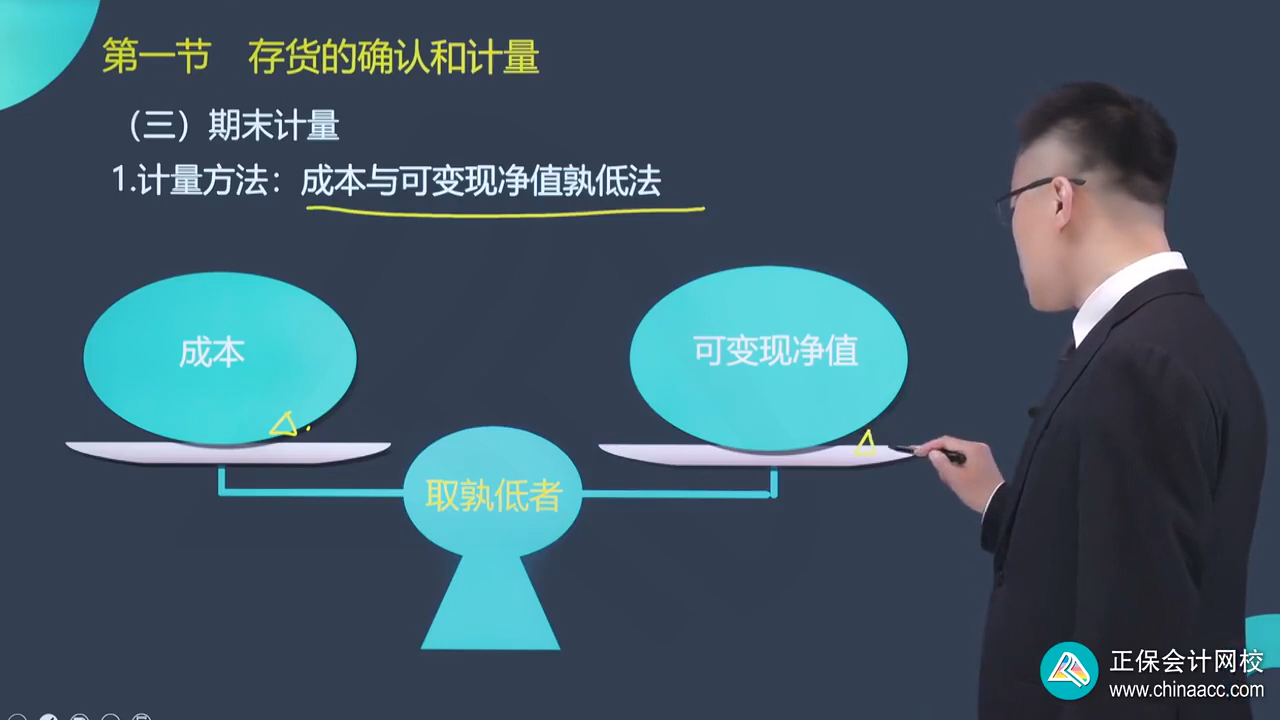 第一节 存货的确认和计量
（三）期末计量
1.计量方法：成本与可变现净值孰低法
成本
可变现净值
取孰低者
正保会计网校
www.chinaacc.com